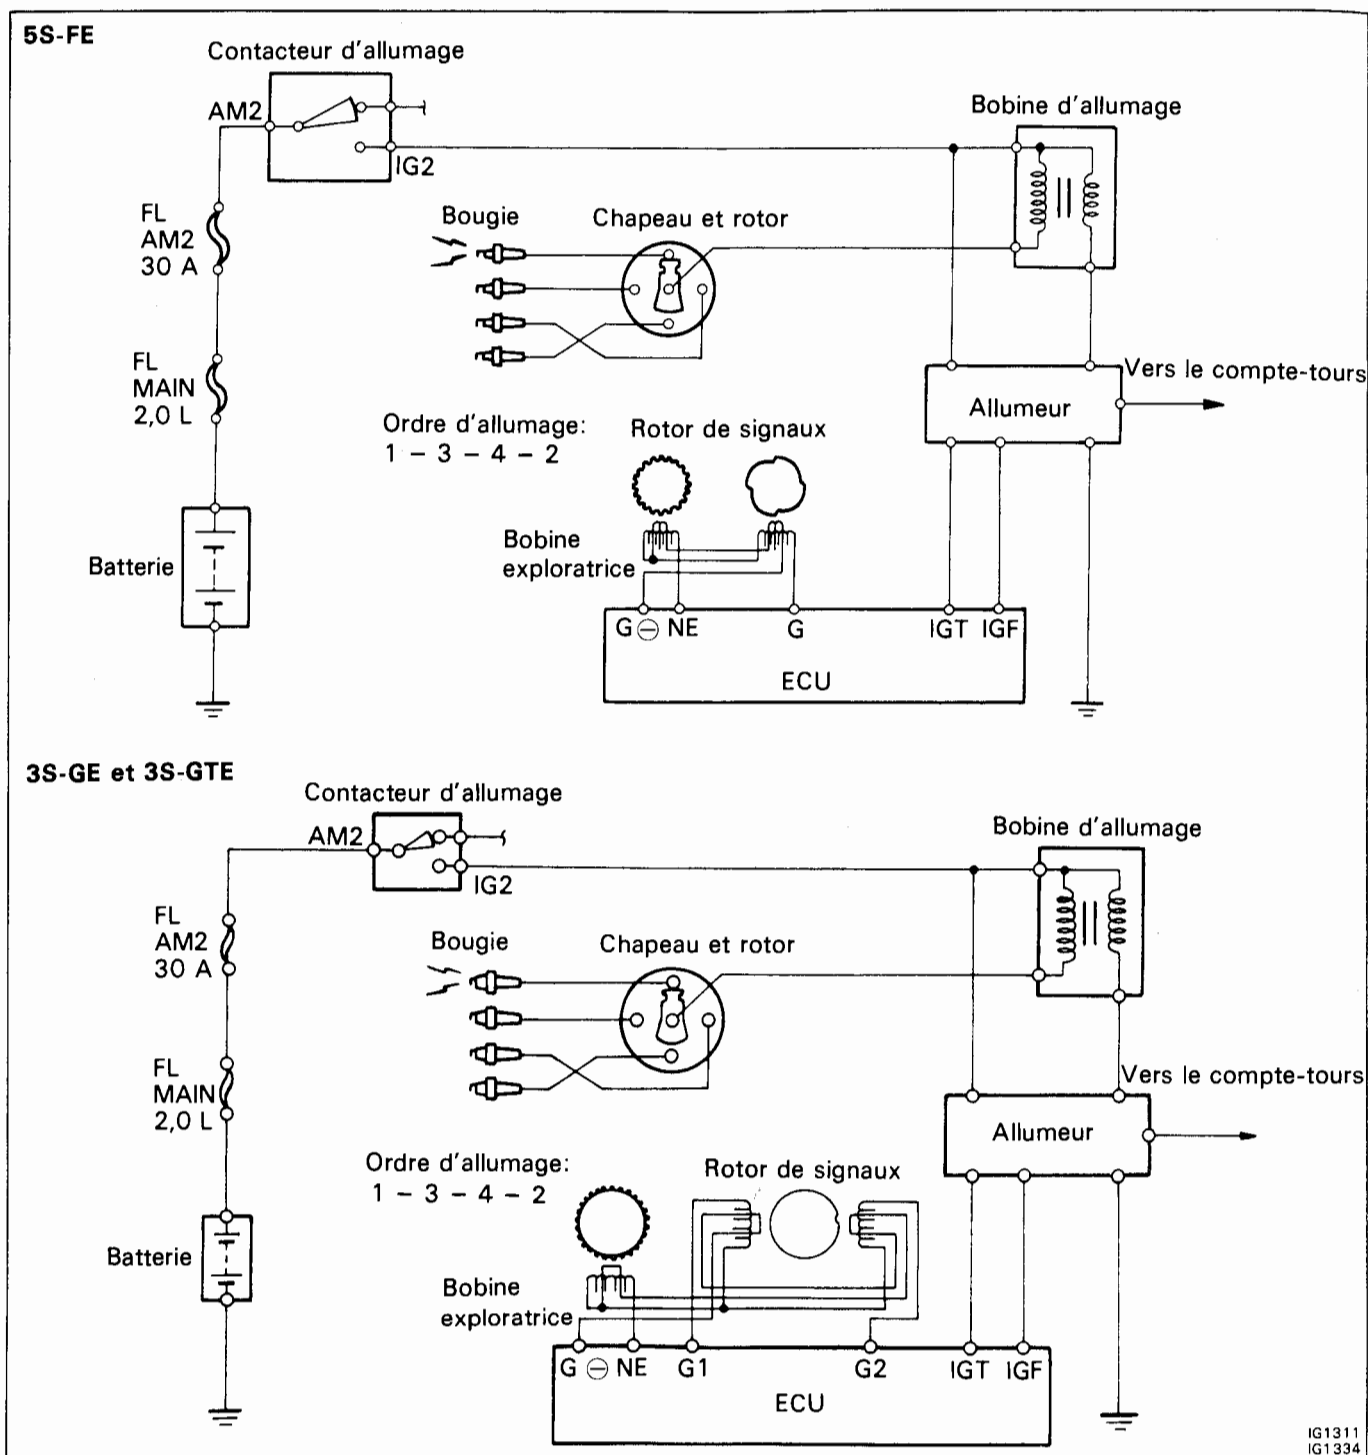 5S-FE
Contacteur d'allumage
AM2
IG2
Bobine d'allumage
FL
AM2
30 A
Bougie
Chapeau et rotor
FL
MAIN
2,0 L
Vers le compte-tours
Allumeur
Ordre d'allumage:
1 – 3 – 4 – 2
Rotor de signaux
Batterie
Bobine
exploratrice
G ⊖ NE G IGT IGF
ECU
3S-GE et 3S-GTE
Contacteur d'allumage
AM2
IG2
Bobine d'allumage
FL
AM2
30 A
Bougie
Chapeau et rotor
FL
MAIN
2,0 L
Vers le compte-tours
Allumeur
Ordre d'allumage:
1 – 3 – 4 – 2
Rotor de signaux
Batterie
Bobine
exploratrice
G ⊖ NE G1 G2 IGT IGF
ECU
IG1311
IG1334